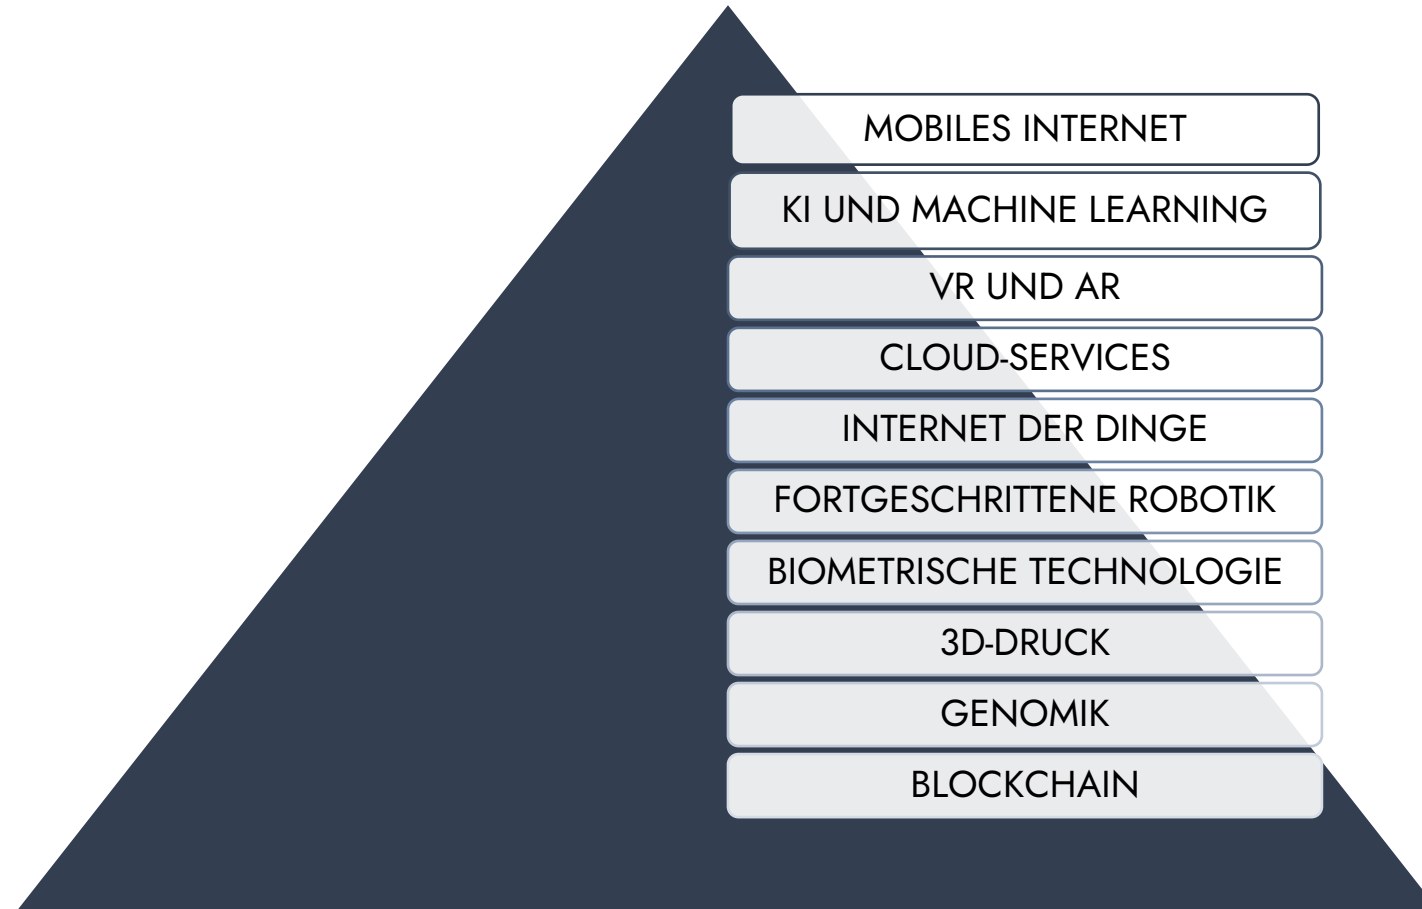 MOBILES INTERNET
KI UND MACHINE LEARNING
VR UND AR
CLOUD-SERVICES
INTERNET DER DINGE
FORTGESCHRITTENE ROBOTIK
BIOMETRISCHE TECHNOLOGIE
3D-DRUCK
GENOMIK
BLOCKCHAIN